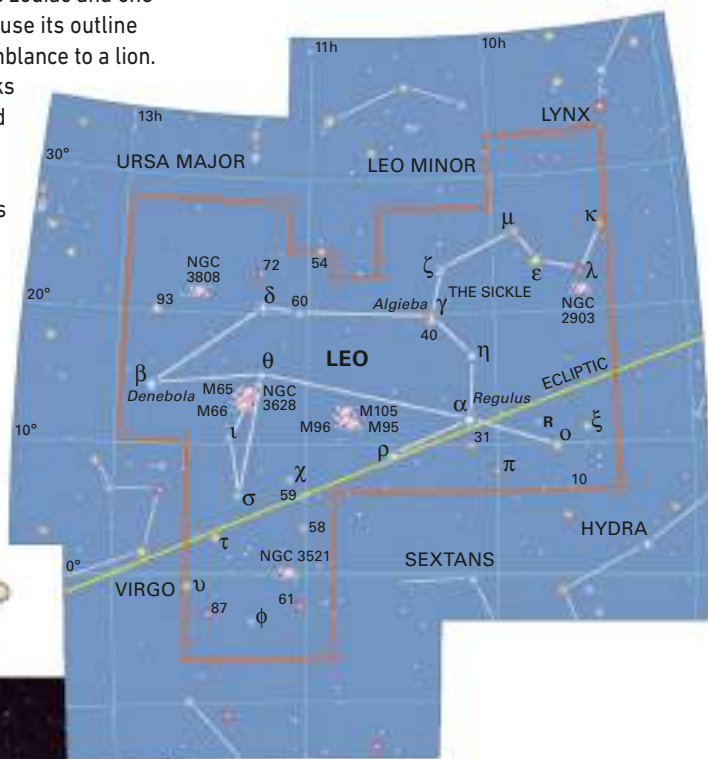 use its outline
blance to a lion.
11h
10h
13h
LYNX
30°
URSA MAJOR
LEO MINOR
μ
κ
NGC
3808
72
54
ζ
ε
λ
20°
93
δ
60
Algieba
γ
THE SICKLE
NGC
2903
40
LEO
η
β
θ
ECLIPTIC
Denebola
M65
M66
NGC
3628
M105
M96
M95
α
Regulus
R
ο
ξ
10°
ι
31
ρ
π
10
χ
σ
59
58
HYDRA
τ
0°
NGC 3521
SEXTANS
VIRGO
υ
87
61
φ